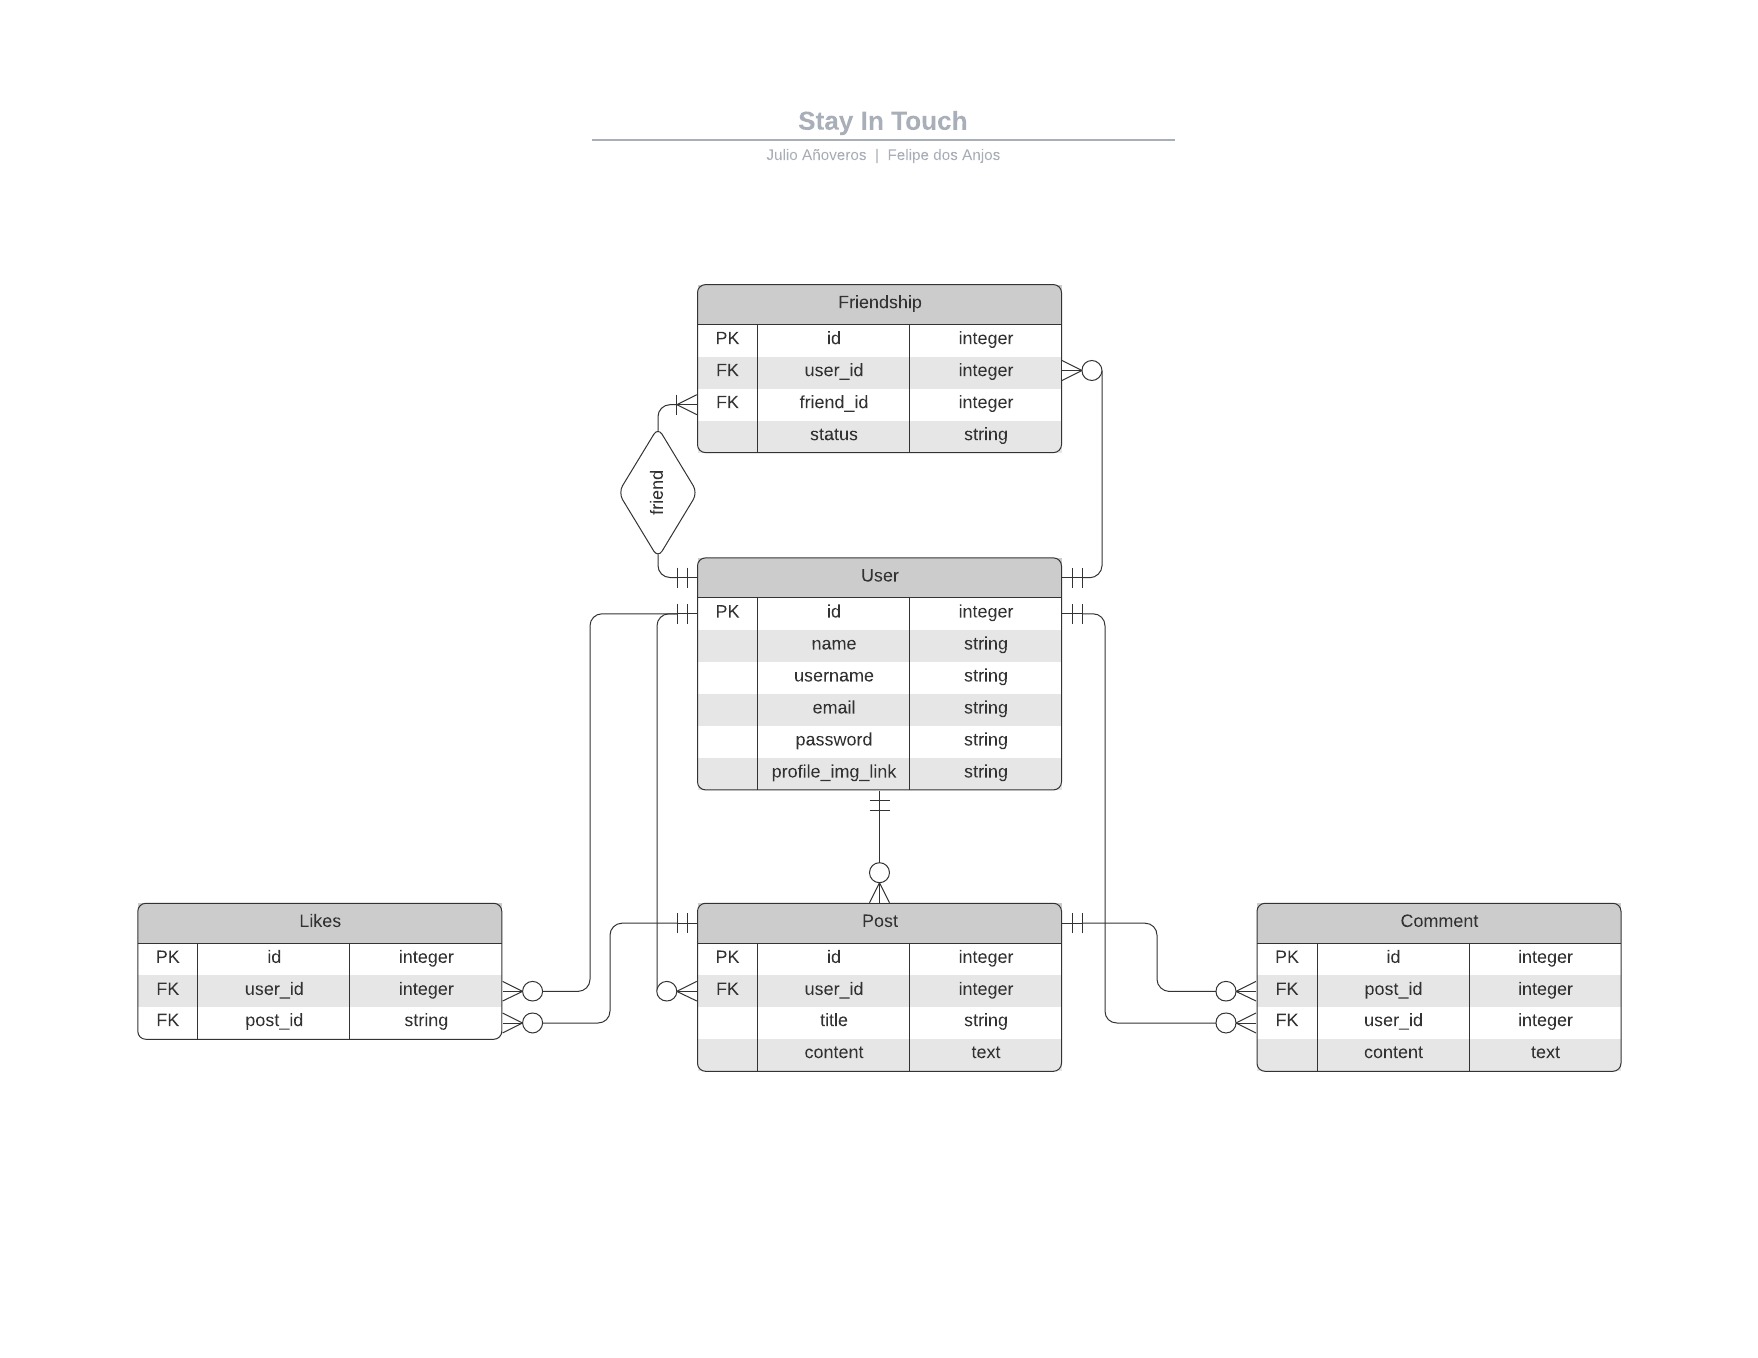 Stay In Touch
Julio Añoveros | Felipe dos Anjos
Friendship
PK id integer
FK user_id integer
FK friend_id integer
status string
friend
User
PK id integer
name string
username string
email string
password string
profile_img_link string
Likes
PK id integer
FK user_id integer
FK post_id string
Post
PK id integer
FK user_id integer
title string
content text
Comment
PK id integer
FK post_id integer
FK user_id integer
content text